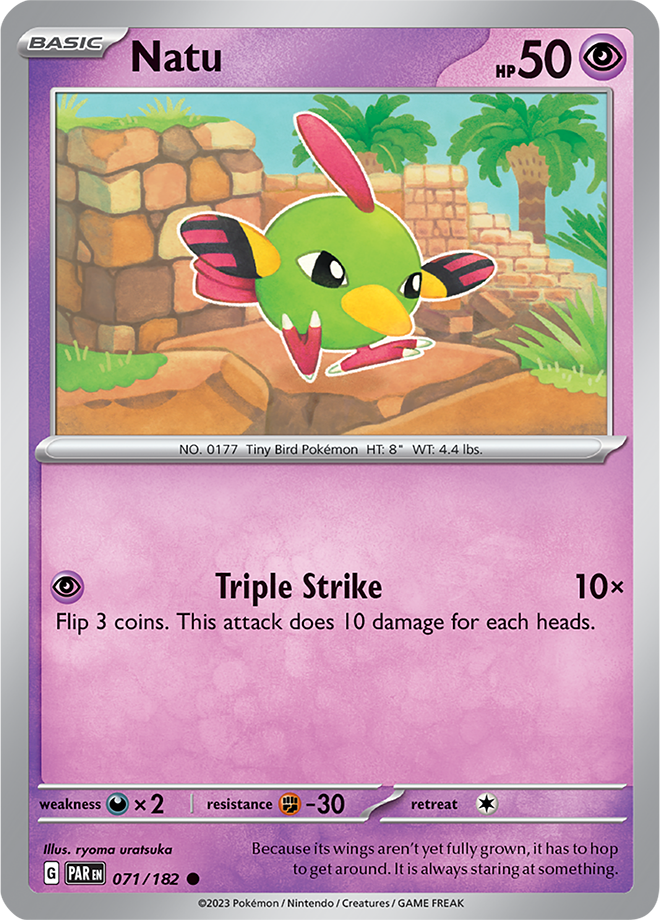 BASIC
Natu
HP 50
NO. 0177 Tiny Bird Pokémon HT: 8" WT: 4.4 lbs.
Triple Strike 10×
Flip 3 coins. This attack does 10 damage for each heads.
weakness ×2 resistance -30 retreat
Illus. ryoma uratsuka
Because its wings aren't yet fully grown, it has to hop
to get around. It is always staring at something.
G PAR EN 071/182
©2023 Pokémon / Nintendo / Creatures / GAME FREAK